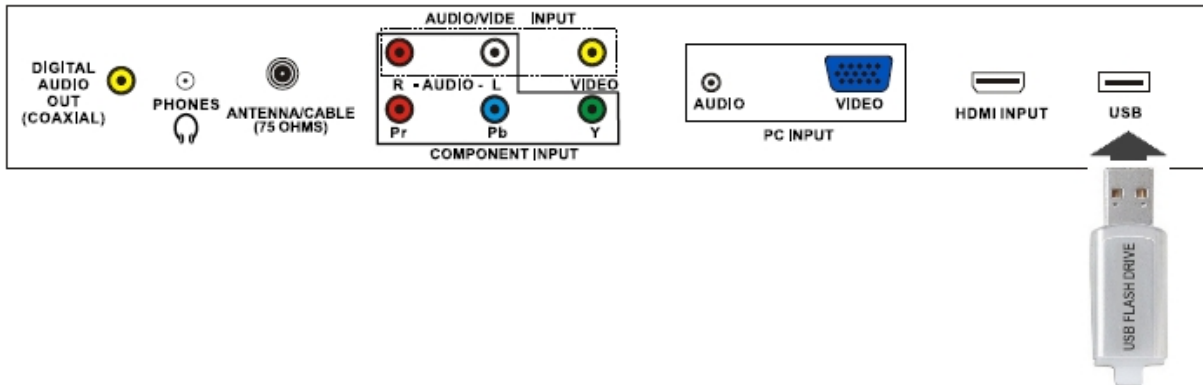 AUDIO/VIDE INPUT
DIGITAL
AUDIO
OUT
(COAXIAL)
PHONES
ANTENNA/CABLE
(75 OHMS)
R - AUDIO - L
VIDEO
Pr
Pb
Y
COMPONENT INPUT
AUDIO
VIDEO
PC INPUT
HDMI INPUT
USB
USB FLASH DRIVE